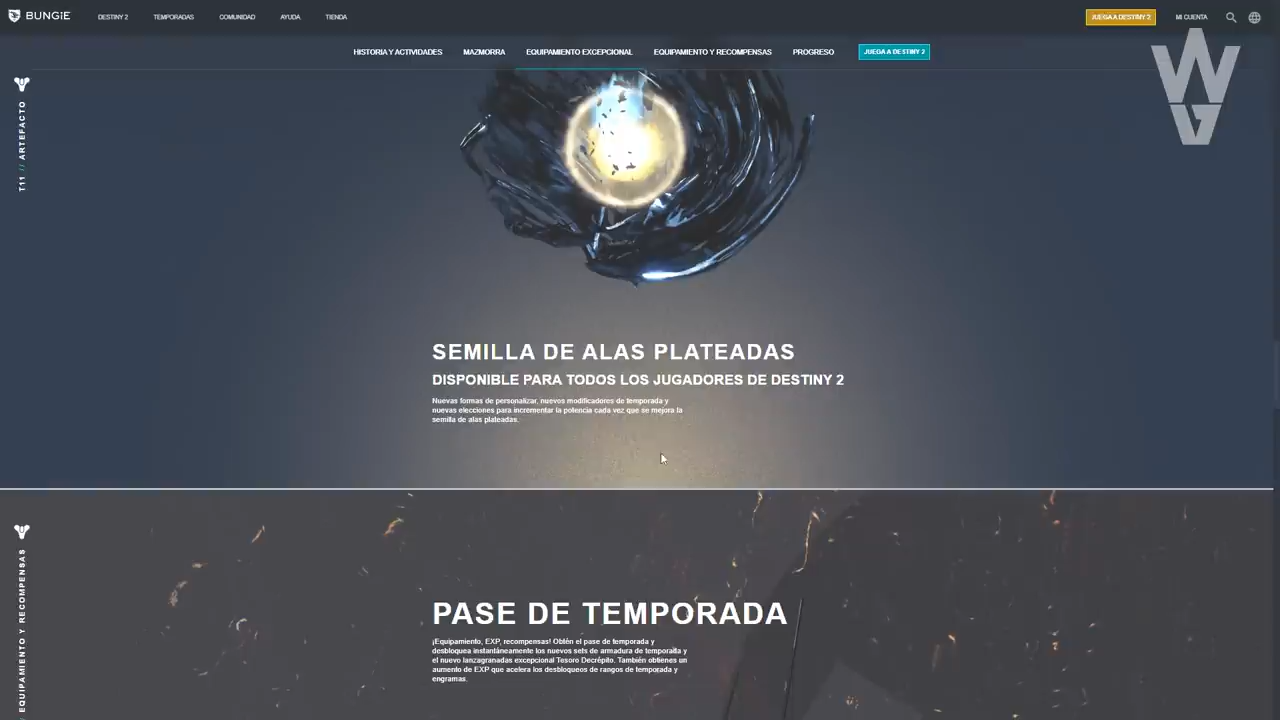 BUNGIE
DESTINY 2 TEMPORADAS COMUNIDAD AYUDA TIENDA
JUEGA A DESTINY 2 MI CUENTA
HISTORIA Y ACTIVIDADES MAZMORRA EQUIPAMIENTO EXCEPCIONAL EQUIPAMIENTO Y RECOMPENSAS PROGRESO JUEGA A DESTINY 2
WG
T11 // ARTEFACTO
SEMILLA DE ALAS PLATEADAS
DISPONIBLE PARA TODOS LOS JUGADORES DE DESTINY 2
Nuevas formas de personalizar, nuevos modificadores de temporada y
nuevas elecciones para incrementar la potencia cada vez que se mejora la
semilla de alas plateadas.
/ EQUIPAMIENTO Y RECOMPENSAS
PASE DE TEMPORADA
¡Equipamiento, EXP, recompensas! Obtén el pase de temporada y
desbloquea instantáneamente los nuevos sets de armadura de temporalta y
el nuevo lanzagranadas excepcional Tesoro Decrépito. También obtienes un
aumento de EXP que acelera los desbloqueos de rangos de temporada y
engramas.